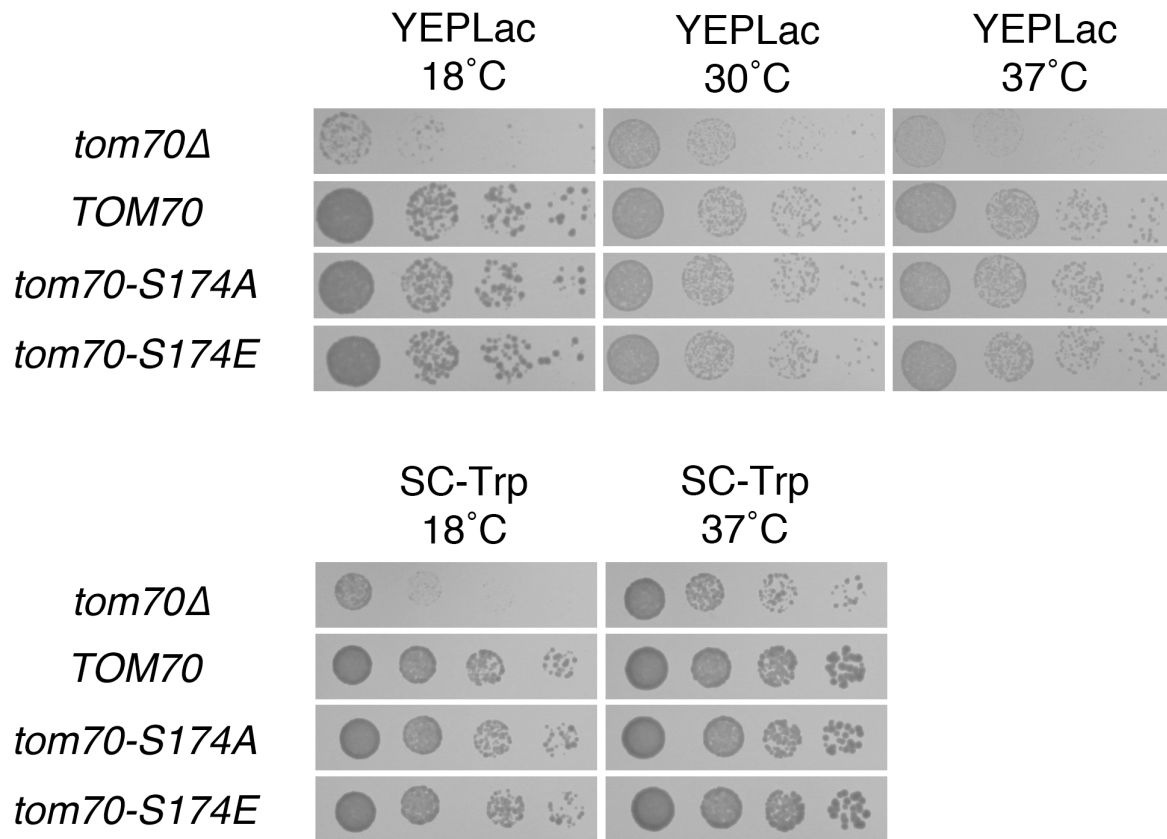 YEPLac YEPLac YEPLac
18˚C 30˚C 37˚C
tom70Δ
TOM70
tom70-S174A
tom70-S174E
SC-Trp SC-Trp
18˚C 37˚C
tom70Δ
TOM70
tom70-S174A
tom70-S174E